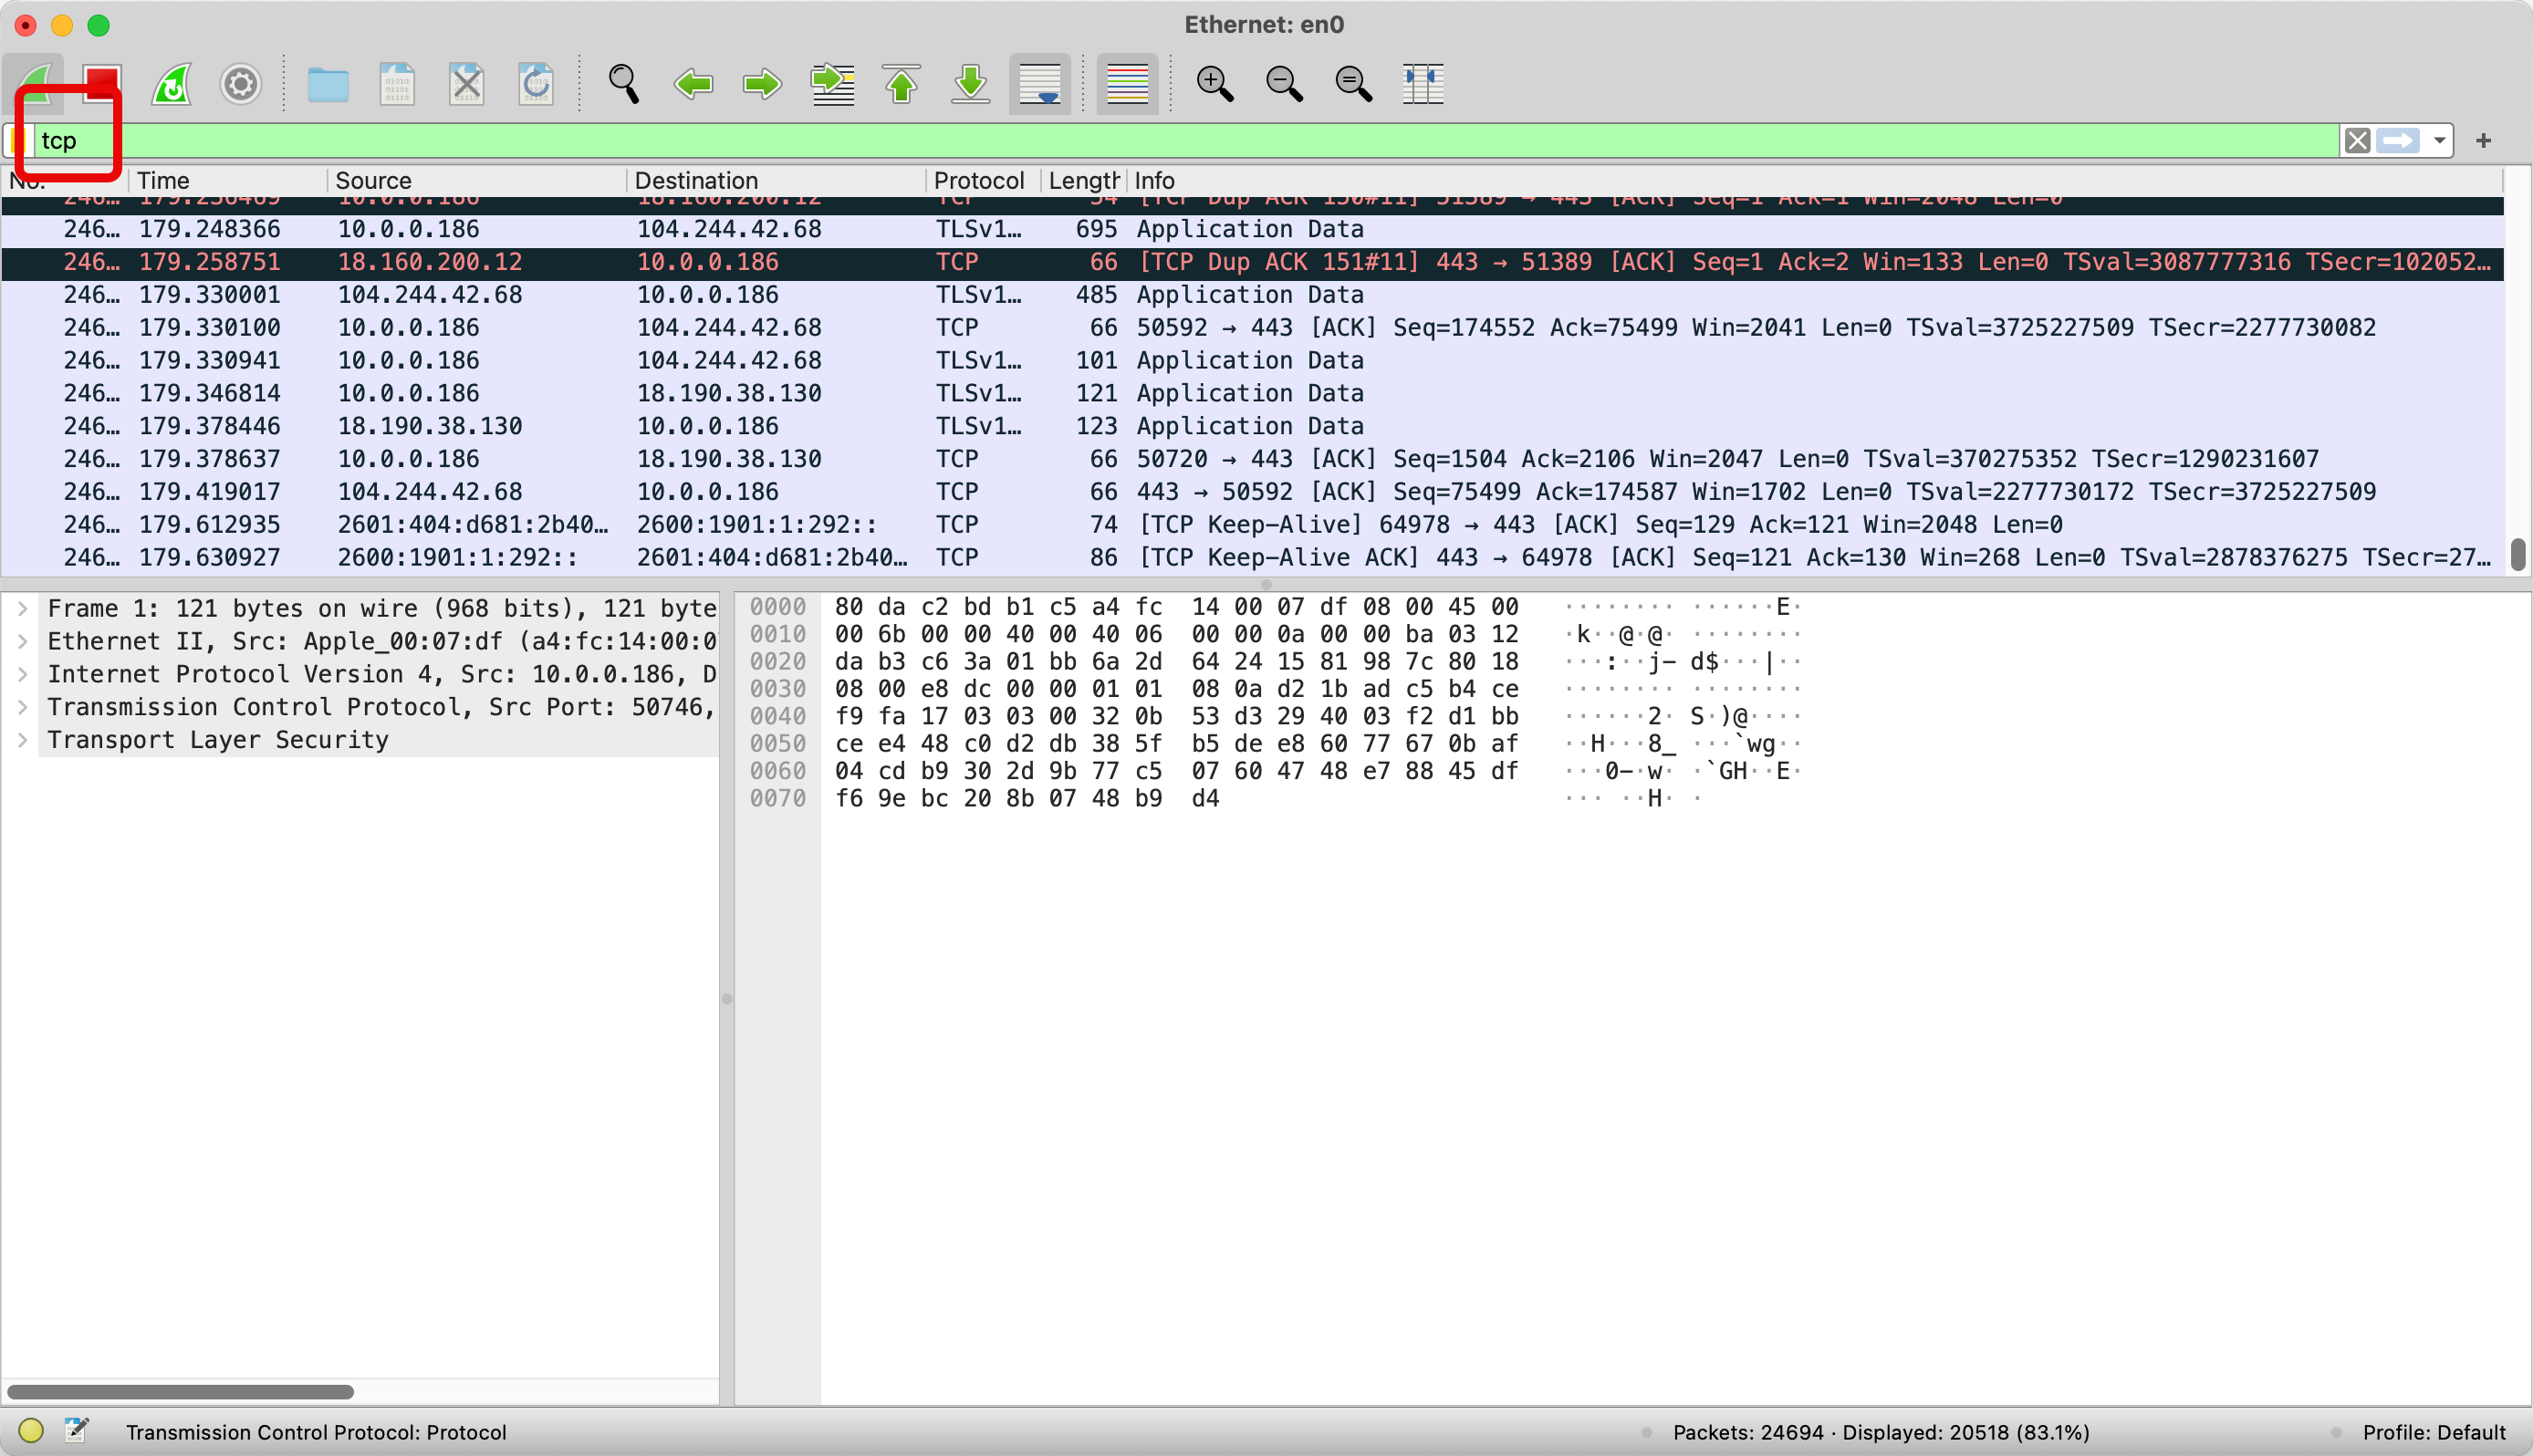 Ethernet: en0
tcp
No. Time Source Destination Protocol Length Info
246… 179.236469 10.0.0.186 18.160.200.12 TCP 54 [TCP Dup ACK 150#11] 51389 → 443 [ACK] Seq=1 Ack=1 Win=2048 Len=0
246… 179.248366 10.0.0.186 104.244.42.68 TLSv1… 695 Application Data
246… 179.258751 18.160.200.12 10.0.0.186 TCP 66 [TCP Dup ACK 151#11] 443 → 51389 [ACK] Seq=1 Ack=2 Win=133 Len=0 TSval=3087777316 TSecr=102052…
246… 179.330001 104.244.42.68 10.0.0.186 TLSv1… 485 Application Data
246… 179.330100 10.0.0.186 104.244.42.68 TCP 66 50592 → 443 [ACK] Seq=174552 Ack=75499 Win=2041 Len=0 TSval=3725227509 TSecr=2277730082
246… 179.330941 10.0.0.186 104.244.42.68 TLSv1… 101 Application Data
246… 179.346814 10.0.0.186 18.190.38.130 TLSv1… 121 Application Data
246… 179.378446 18.190.38.130 10.0.0.186 TLSv1… 123 Application Data
246… 179.378637 10.0.0.186 18.190.38.130 TCP 66 50720 → 443 [ACK] Seq=1504 Ack=2106 Win=2047 Len=0 TSval=370275352 TSecr=1290231607
246… 179.419017 104.244.42.68 10.0.0.186 TCP 66 443 → 50592 [ACK] Seq=75499 Ack=174587 Win=1702 Len=0 TSval=2277730172 TSecr=3725227509
246… 179.612935 2601:404:d681:2b40… 2600:1901:1:292:: TCP 74 [TCP Keep-Alive] 64978 → 443 [ACK] Seq=129 Ack=121 Win=2048 Len=0
246… 179.630927 2600:1901:1:292:: 2601:404:d681:2b40… TCP 86 [TCP Keep-Alive ACK] 443 → 64978 [ACK] Seq=121 Ack=130 Win=268 Len=0 TSval=2878376275 TSecr=27…
Frame 1: 121 bytes on wire (968 bits), 121 byte
Ethernet II, Src: Apple_00:07:df (a4:fc:14:00:0
Internet Protocol Version 4, Src: 10.0.0.186, D
Transmission Control Protocol, Src Port: 50746,
Transport Layer Security
0000 80 da c2 bd b1 c5 a4 fc 14 00 07 df 08 00 45 00 ········ ······E·
0010 00 6b 00 00 40 00 40 06 00 00 0a 00 00 ba 03 12 ·k··@·@· ········
0020 da b3 c6 3a 01 bb 6a 2d 64 24 15 81 98 7c 80 18 ···:··j- d$···|··
0030 08 00 e8 dc 00 00 01 01 08 0a d2 1b ad c5 b4 ce ········ ········
0040 f9 fa 17 03 03 00 32 0b 53 d3 29 40 03 f2 d1 bb ······2· S·)@····
0050 ce e4 48 c0 d2 db 38 5f b5 de e8 60 77 67 0b af ··H···8_ ···`wg··
0060 04 cd b9 30 2d 9b 77 c5 07 60 47 48 e7 88 45 df ···0-·w· ·`GH··E·
0070 f6 9e bc 20 8b 07 48 b9 d4 ··· ··H· ·
Transmission Control Protocol: Protocol
Packets: 24694 · Displayed: 20518 (83.1%)
Profile: Default